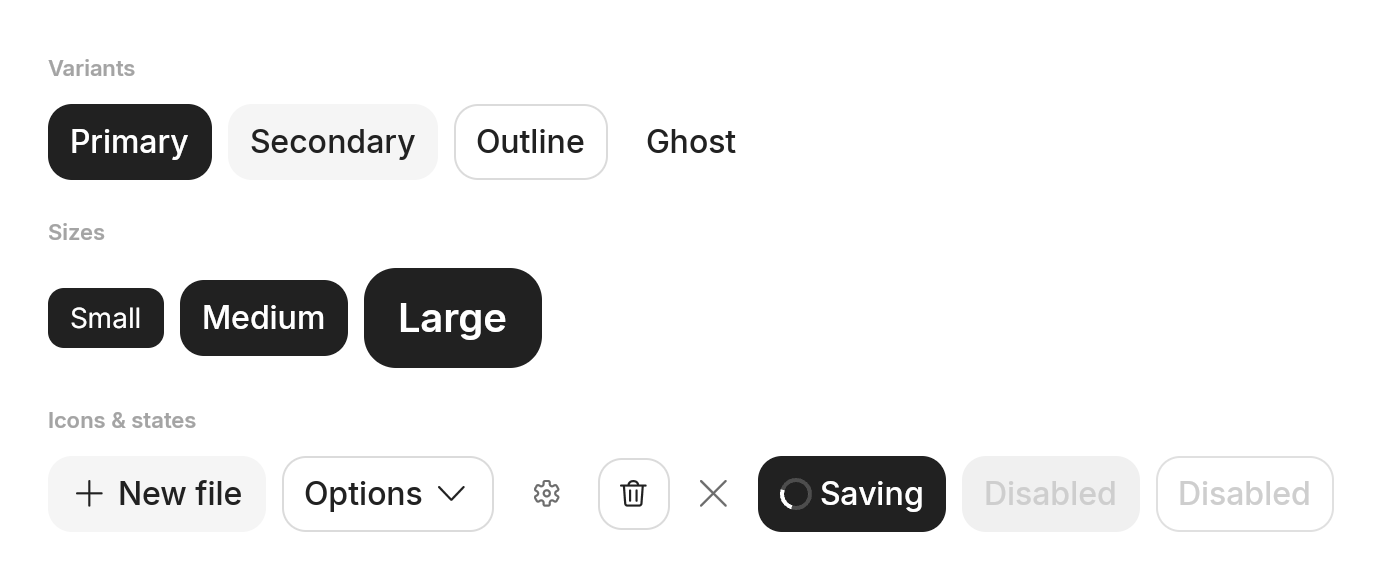 Variants
Primary Secondary Outline Ghost
Sizes
Small Medium Large
Icons & states
New file Options Saving Disabled Disabled